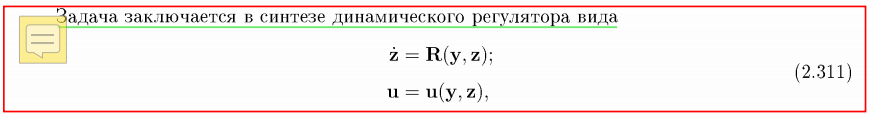 Задача заключается в синтезе динамического регулятора вида
ż = R(y, z);
(2.311)
u = u(y, z),